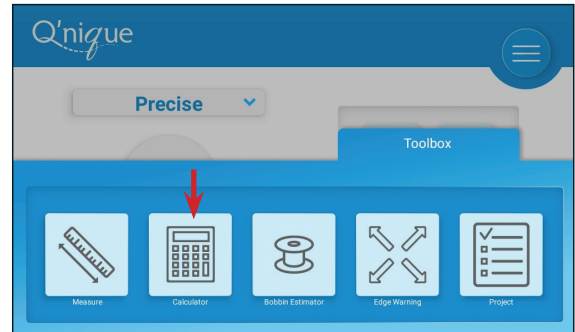 Q'nique
Precise
Toolbox
Measure
Calculator
Bobbin Estimator
Edge Warning
Project